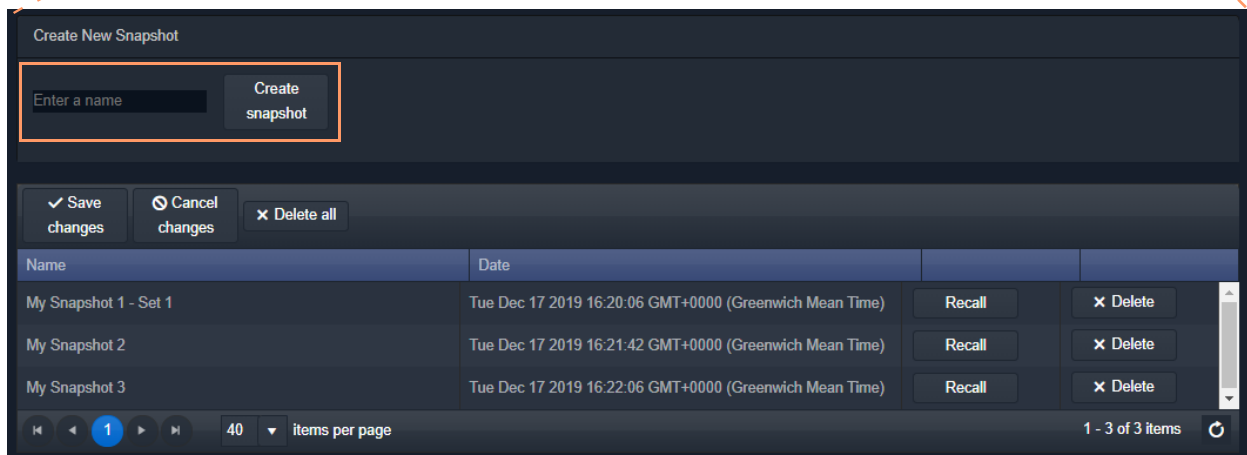 Create New Snapshot
Enter a name
Create
snapshot
Save
changes
Cancel
changes
Delete all
Name Date
My Snapshot 1 - Set 1 Tue Dec 17 2019 16:20:06 GMT+0000 (Greenwich Mean Time) Recall Delete
My Snapshot 2 Tue Dec 17 2019 16:21:42 GMT+0000 (Greenwich Mean Time) Recall Delete
My Snapshot 3 Tue Dec 17 2019 16:22:06 GMT+0000 (Greenwich Mean Time) Recall Delete
1 40 items per page 1 - 3 of 3 items